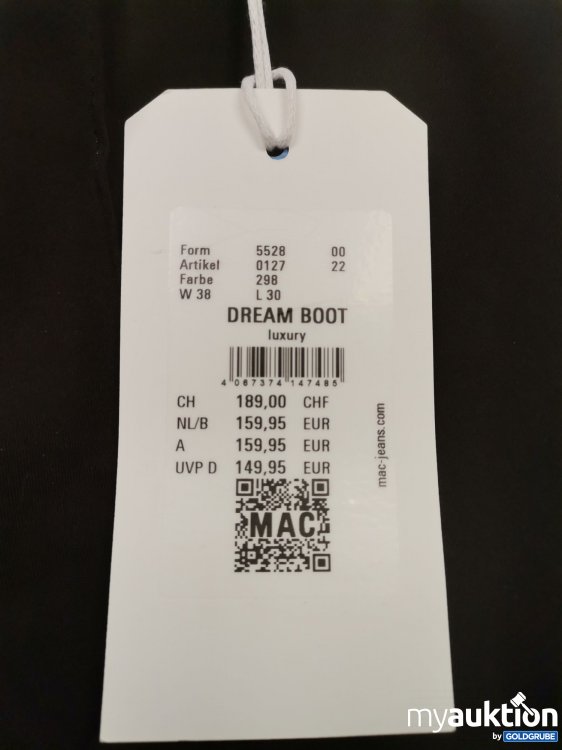 Form 5528 00
Artikel 0127 22
Farbe 298
W 38 L 30
DREAM BOOT
luxury
4 067374 147485
CH 189,00 CHF
NL/B 159,95 EUR
A 159,95 EUR
UVP D 149,95 EUR
MAC
mac-jeans.com
myauktion
by GOLDGRUBE